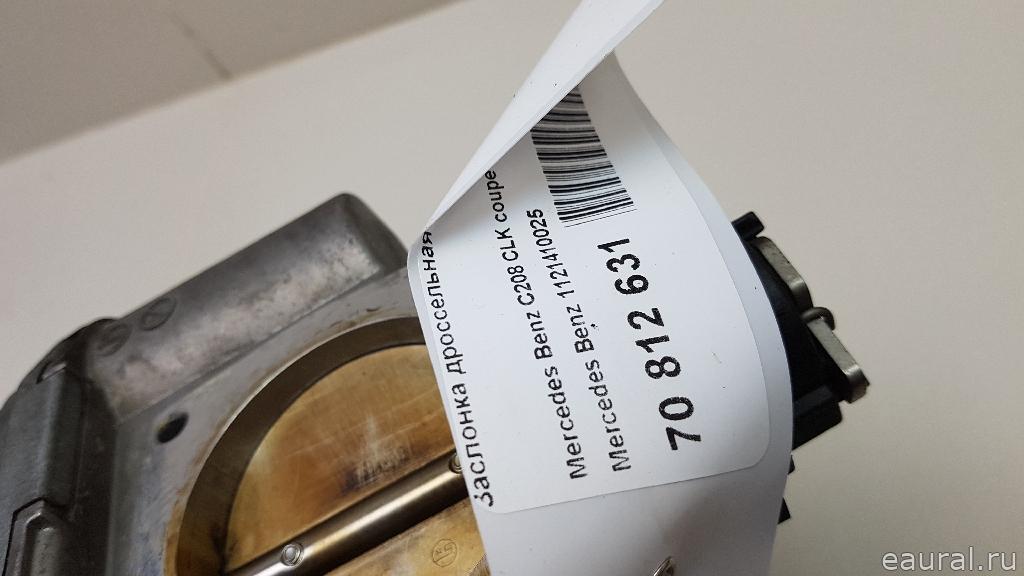 Заслонка дроссельная
Mercedes Benz C208 CLK coupe
Mercedes Benz 1121410025
70 812 631
eaural.ru